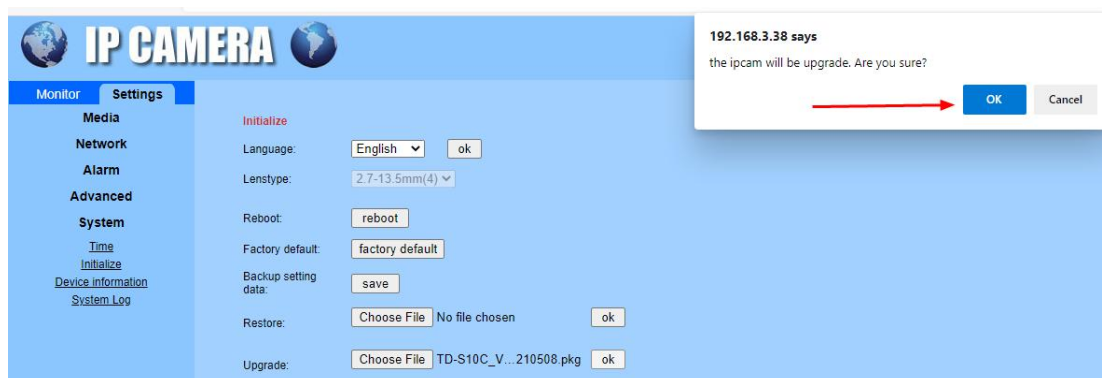 IP CAMERA
192.168.3.38 says
the ipcam will be upgrade. Are you sure?
OK Cancel
Monitor Settings
Media
Network
Alarm
Advanced
System
Time
Initialize
Device information
System Log
Initialize
Language: English ok
Lenstype: 2.7-13.5mm(4)
Reboot: reboot
Factory default: factory default
Backup setting
data: save
Restore: Choose File No file chosen ok
Upgrade: Choose File TD-S10C_V...210508.pkg ok